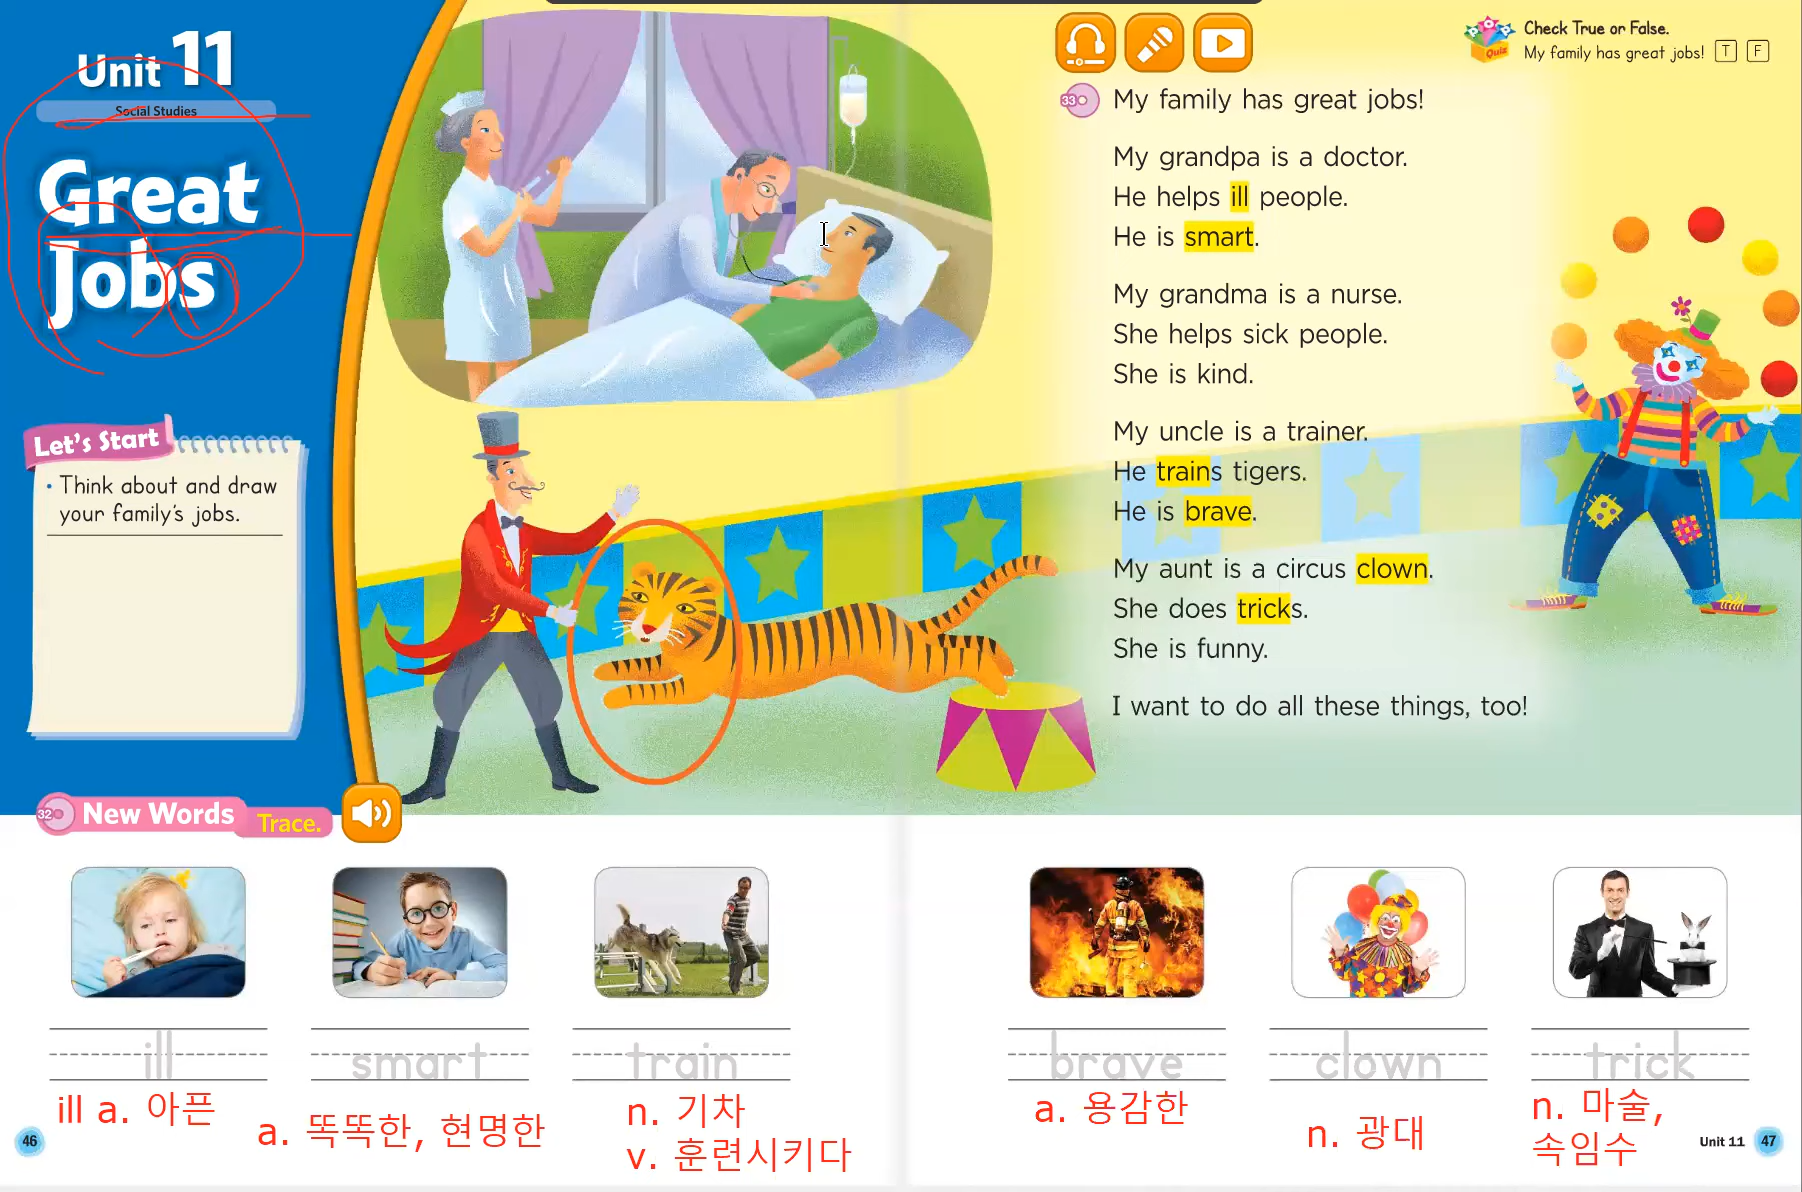 Unit 11
Social Studies
Great
Jobs
Let's Start
• Think about and draw
your family's jobs.
Quiz
Check True or False.
My family has great jobs! T F
33
My family has great jobs!
My grandpa is a doctor.
He helps ill people.
He is smart.
My grandma is a nurse.
She helps sick people.
She is kind.
My uncle is a trainer.
He trains tigers.
He is brave.
My aunt is a circus clown.
She does tricks.
She is funny.
I want to do all these things, too!
32 New Words Trace.
ill
smart
train
brave
clown
trick
ill a. 아픈
a. 똑똑한, 현명한
n. 기차
v. 훈련시키다
a. 용감한
n. 광대
n. 마술,
속임수
46
Unit 11 47